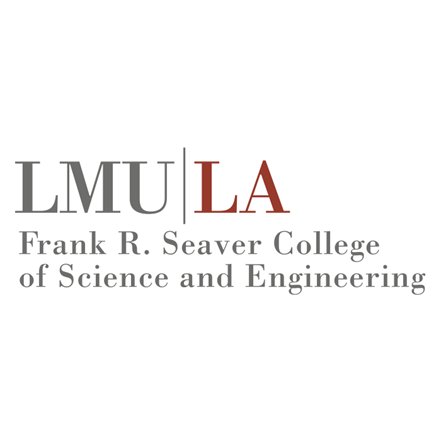 LMU|LA
Frank R. Seaver College
of Science and Engineering